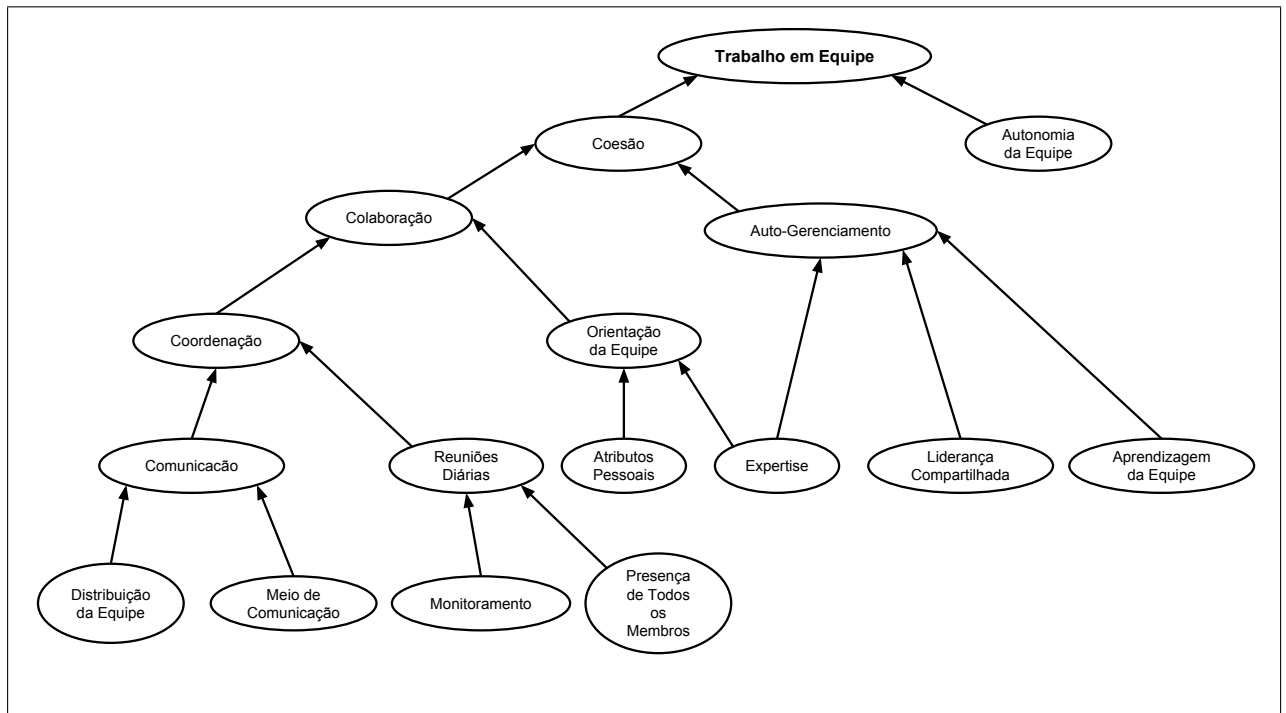 Trabalho em Equipe
Coesão
Autonomia
da Equipe
Colaboração
Auto-Gerenciamento
Coordenação
Orientação
da Equipe
Comunicacão
Reuniões
Diárias
Atributos
Pessoais
Expertise
Liderança
Compartilhada
Aprendizagem
da Equipe
Distribuição
da Equipe
Meio de
Comunicação
Monitoramento
Presença
de Todos
os
Membros